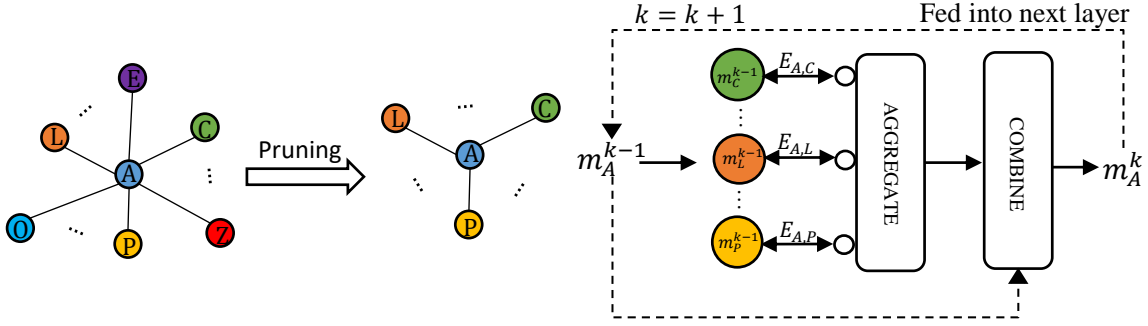 E
...
L
C
A
...
O
...
P
Z
Pruning
...
L
C
A
...
...
P
k = k + 1
Fed into next layer
m_A^{k-1}
m_C^{k-1}
E_{A,C}
...
m_L^{k-1}
E_{A,L}
...
m_P^{k-1}
E_{A,P}
AGGREGATE
COMBINE
m_A^k